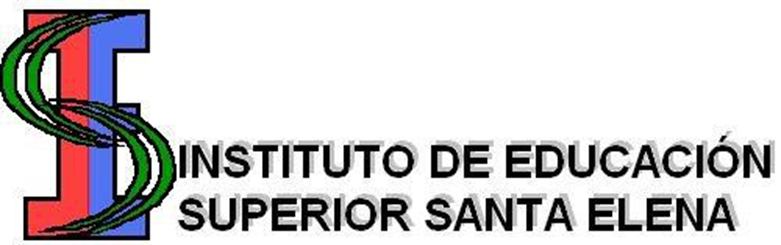 INSTITUTO DE EDUCACIÓN
SUPERIOR SANTA ELENA